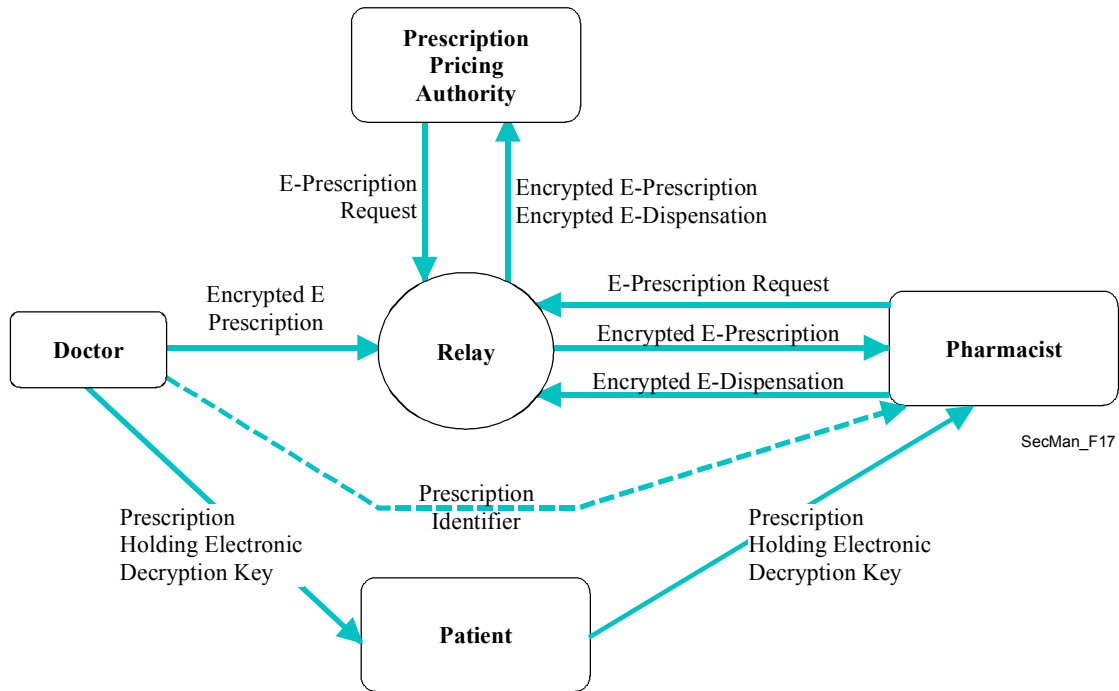 Prescription
Pricing
Authority
E-Prescription
Request
Encrypted E-Prescription
Encrypted E-Dispensation
Encrypted E
Prescription
E-Prescription Request
Doctor
Relay
Encrypted E-Prescription
Pharmacist
Encrypted E-Dispensation
SecMan_F17
Prescription
Identifier
Prescription
Holding Electronic
Decryption Key
Prescription
Holding Electronic
Decryption Key
Patient